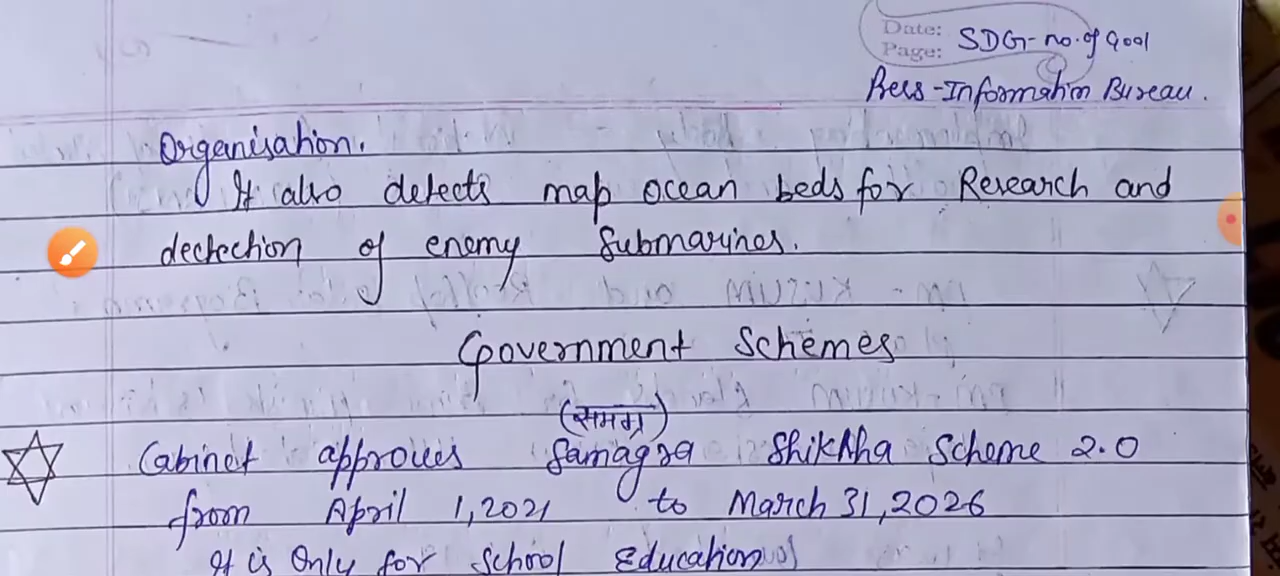 Date: SDG-no.of goal
Page:
Press-Information Bureau.
Organisation.
It also detects map ocean beds for Research and
dectection of enemy submarines.
Government Schemes
(समग्र)
Cabinet approves Samagra Shiksha Scheme 2.0
from April 1,2021 to March 31,2026
It is Only for School Education